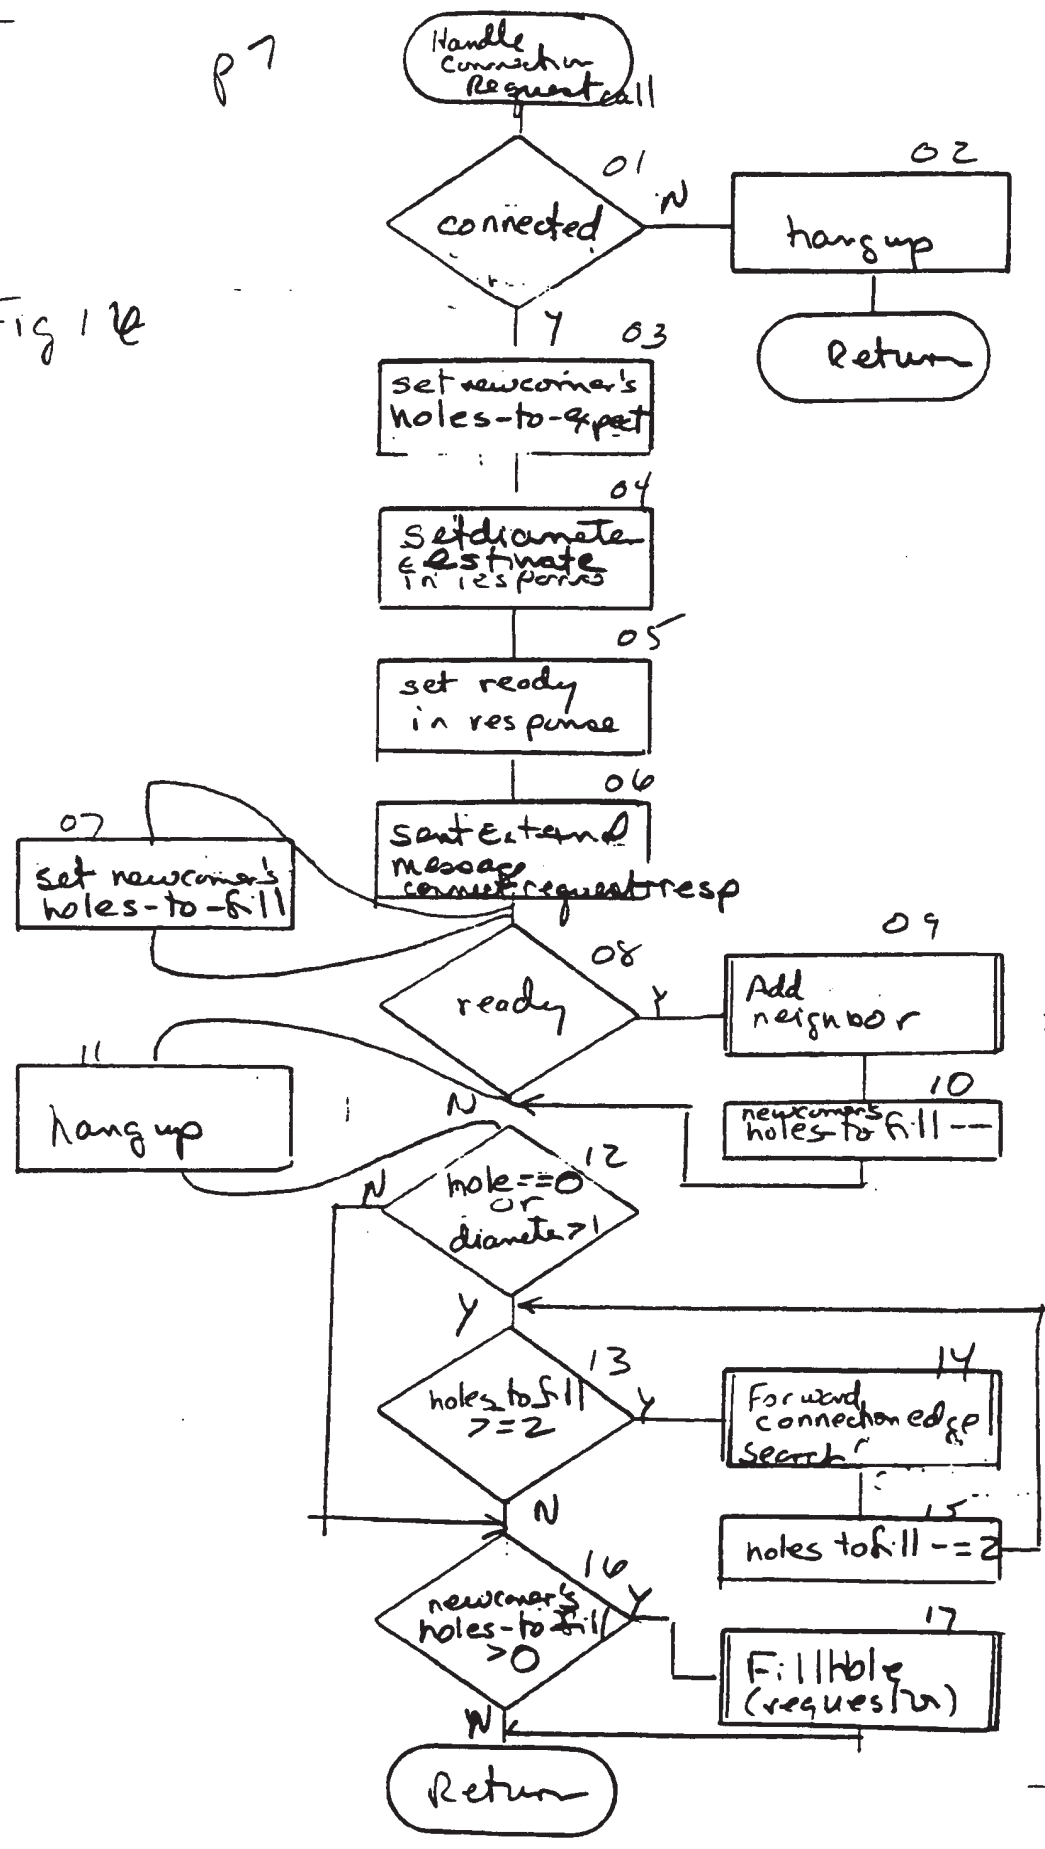 p7
Handle
Connection
Request call
01
connected
N
02
hangup
Return
Y
Fig 1
03
set newcomer's
holes-to-expect
04
Set diameter
estimate
in response
05
set ready
in response
06
sent External
message
connect request resp
07
set newcomer's
holes-to-fill
08
ready
Y
09
Add
neighbor
10
newcomer's
holes-to fill --
N
11
hangup
12
hole==0
or
diameter>1
N
Y
13
holes to fill
>=2
Y
14
Forward
connection edge
search
15
holes to fill -=2
N
16
newcomer's
holes-to fill
>0
Y
17
Fill Hole
(requestor)
N
Return